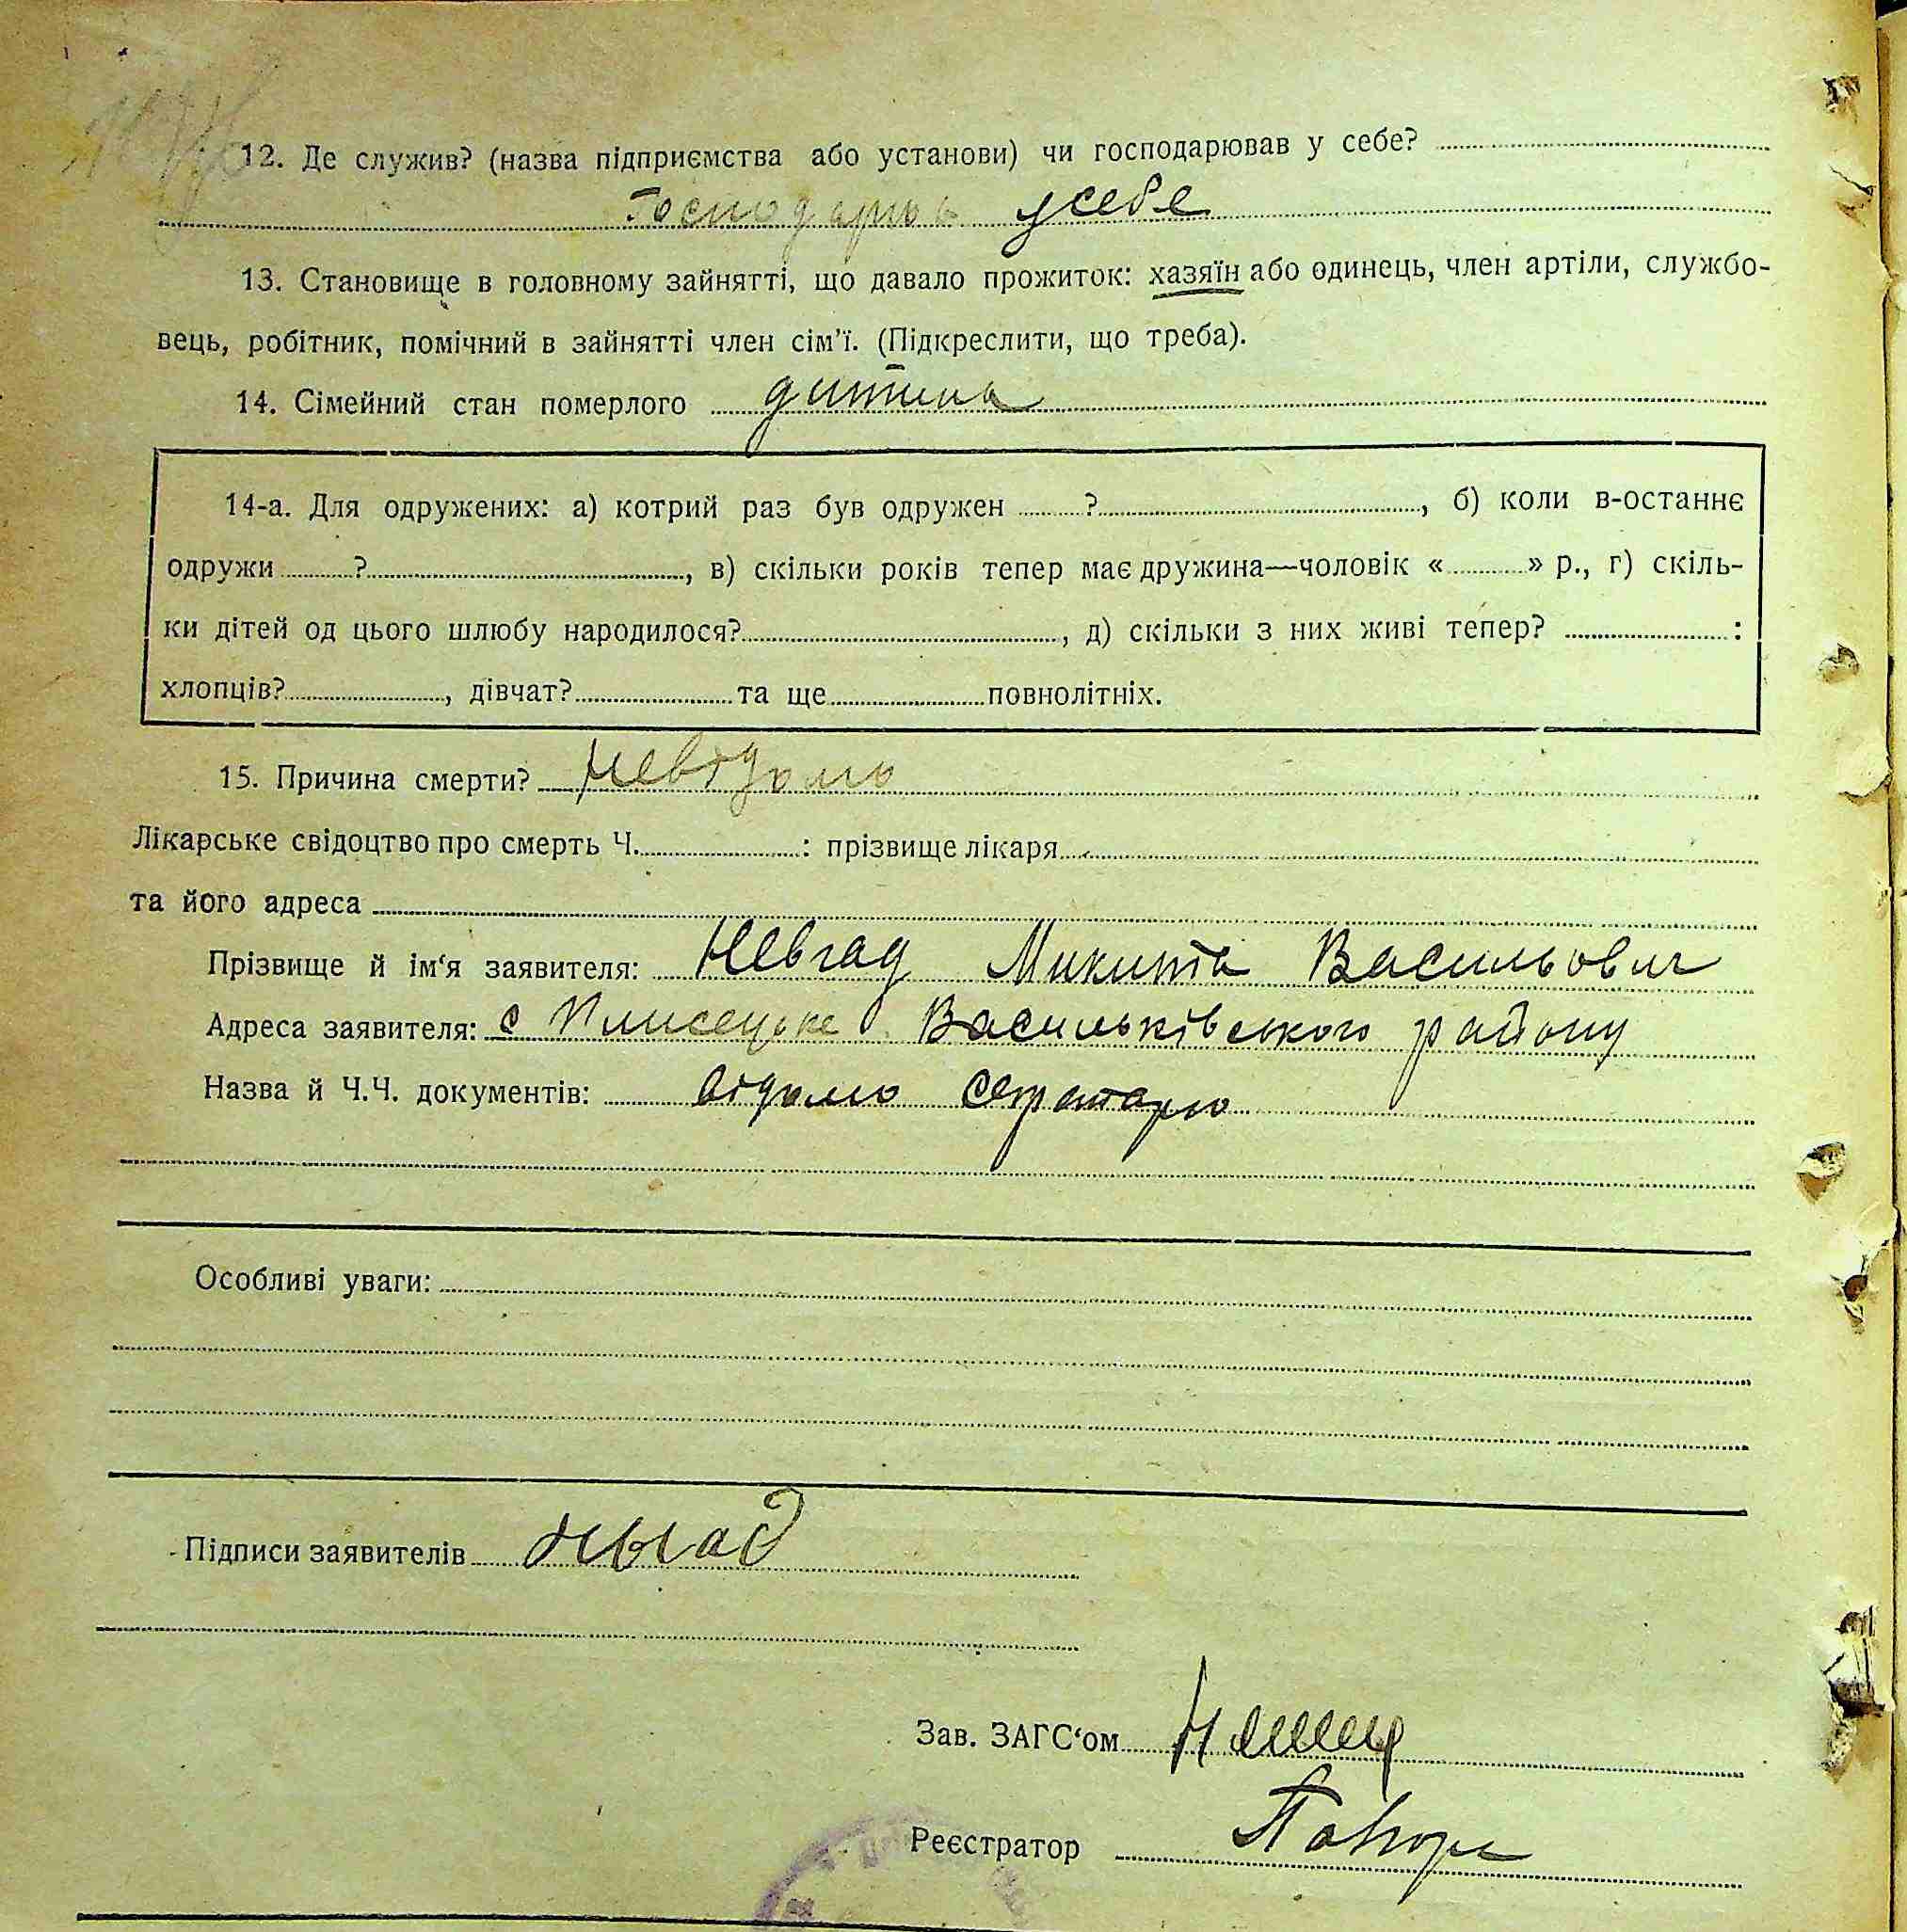 12. Де служив? (назва підприємства або установи) чи господарював у себе?
Господарюв усебе
13. Становище в головному зайнятті, що давало прожиток: хазяїн або одинець, член артіли, службо-
вець, робітник, помічний в зайнятті член сім'ї. (Підкреслити, що треба).
14. Сімейний стан померлого дитина
14-а. Для одружених: а) котрий раз був одружен ? , б) коли в-останнє
одружи ? , в) скільки років тепер має дружина—чоловік « » р., г) скіль-
ки дітей од цього шлюбу народилося? , д) скільки з них живі тепер? :
хлопців? , дівчат? та ще повнолітніх.
15. Причина смерти? невідомо
Лікарське свідоцтво про смерть Ч. : прізвище лікаря
та його адреса
Прізвище й ім'я заявителя: Невгад Микита Васильович
Адреса заявителя: с Плисецьке Васильківського району
Назва й Ч.Ч. документів: відомо секретарю
Особливі уваги:
Підписи заявителів Невгад
Зав. ЗАГС'ом
Реєстратор